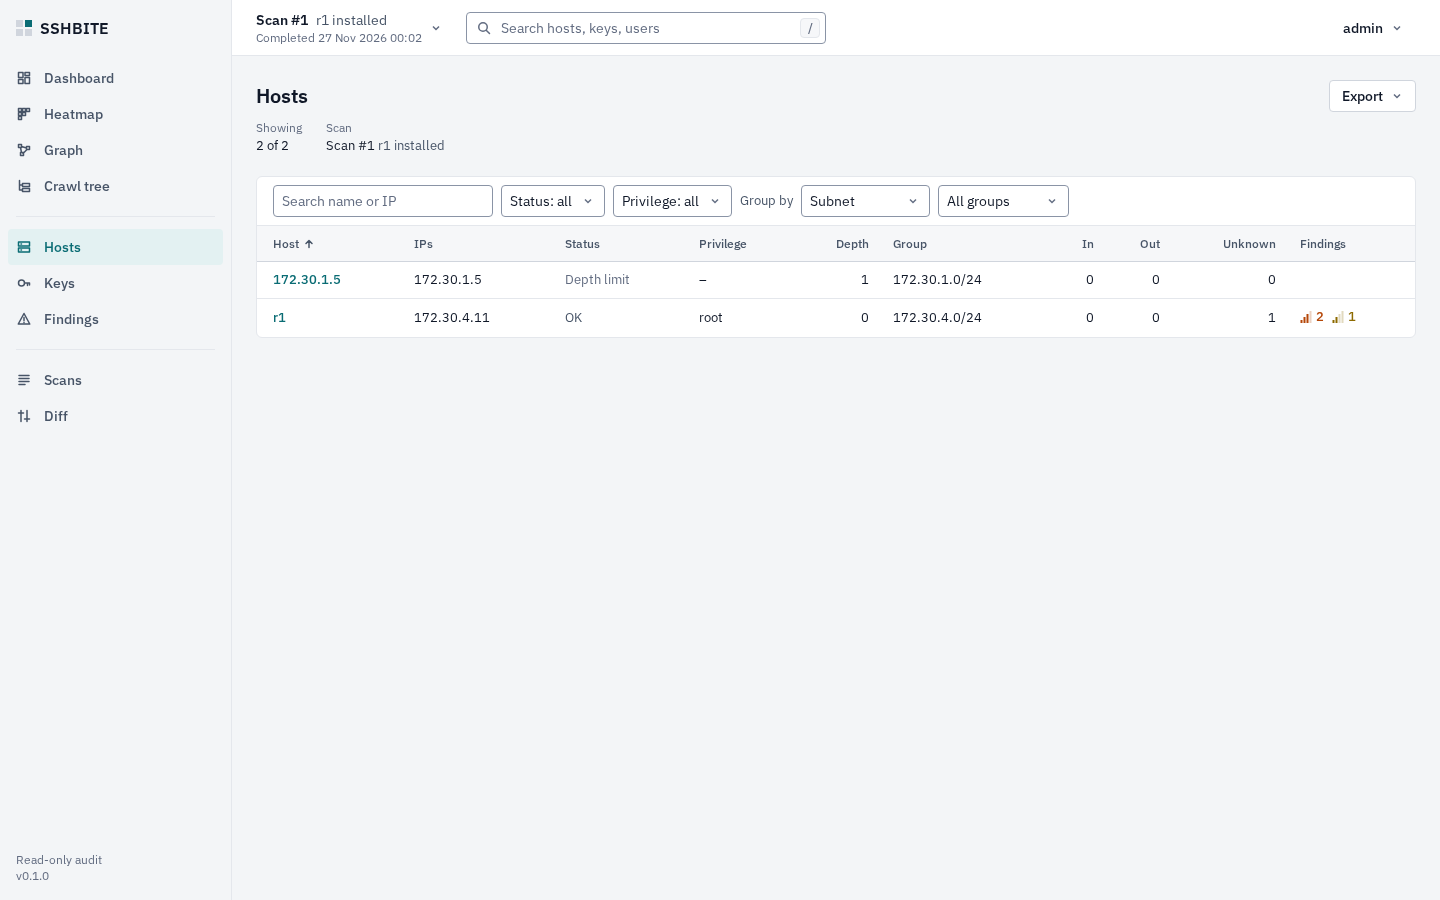 SSHBITE
Dashboard
Heatmap
Graph
Crawl tree
Hosts
Keys
Findings
Scans
Diff
Read-only audit
v0.1.0
Scan #1 r1 installed
Completed 27 Nov 2026 00:02
Search hosts, keys, users /
admin
Hosts
Export
Showing Scan
2 of 2 Scan #1 r1 installed
Search name or IP Status: all Privilege: all Group by Subnet All groups
Host IPs Status Privilege Depth Group In Out Unknown Findings
172.30.1.5 172.30.1.5 Depth limit – 1 172.30.1.0/24 0 0 0
r1 172.30.4.11 OK root 0 172.30.4.0/24 0 0 1 2 1